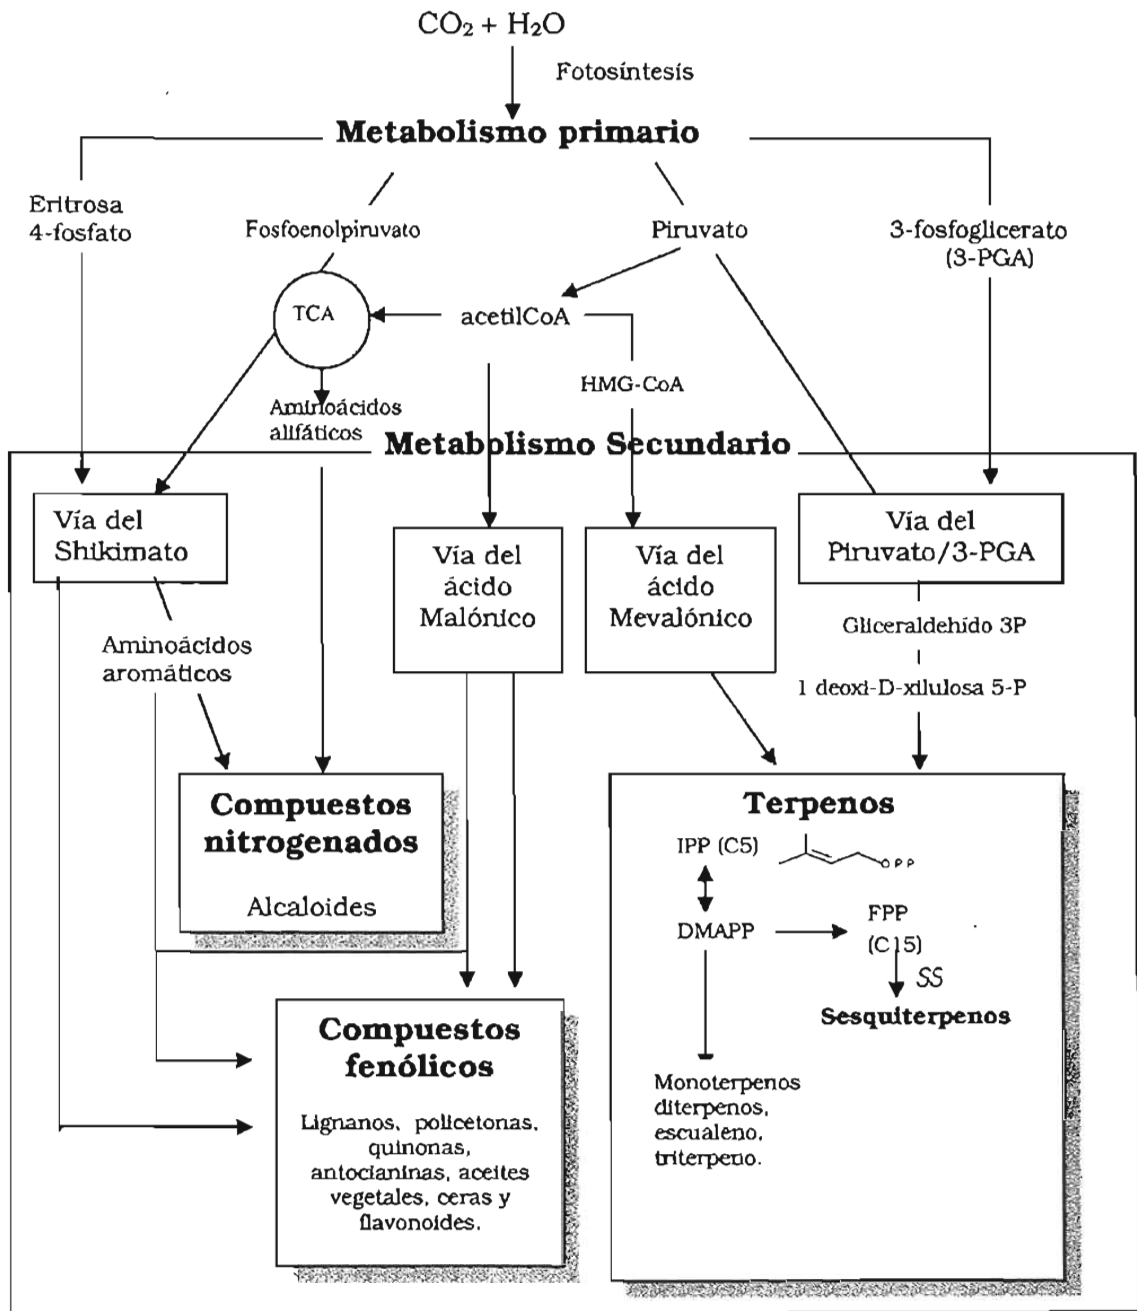 CO₂ + H₂O
Fotosíntesis
Metabolismo primario
Eritrosa
4-fosfato
Fosfoenolpiruvato
Piruvato
3-fosfoglicerato
(3-PGA)
TCA
acetilCoA
HMG-CoA
Aminoácidos
alifáticos
Metabolismo Secundario
Vía del
Shikimato
Vía del
ácido
Malónico
Vía del
ácido
Mevalónico
Vía del
Piruvato/3-PGA
Gliceraldehído 3P
1 deoxi-D-xilulosa 5-P
Aminoácidos
aromáticos
Compuestos
nitrogenados
Alcaloides
Terpenos
IPP (C5)
OPP
DMAPP
FPP
(C15)
SS
Sesquiterpenos
Monoterpenos
diterpenos,
escualeno,
triterpeno.
Compuestos
fenólicos
Lignanos, policetonas,
quinonas,
antocianinas, aceites
vegetales, ceras y
flavonoides.